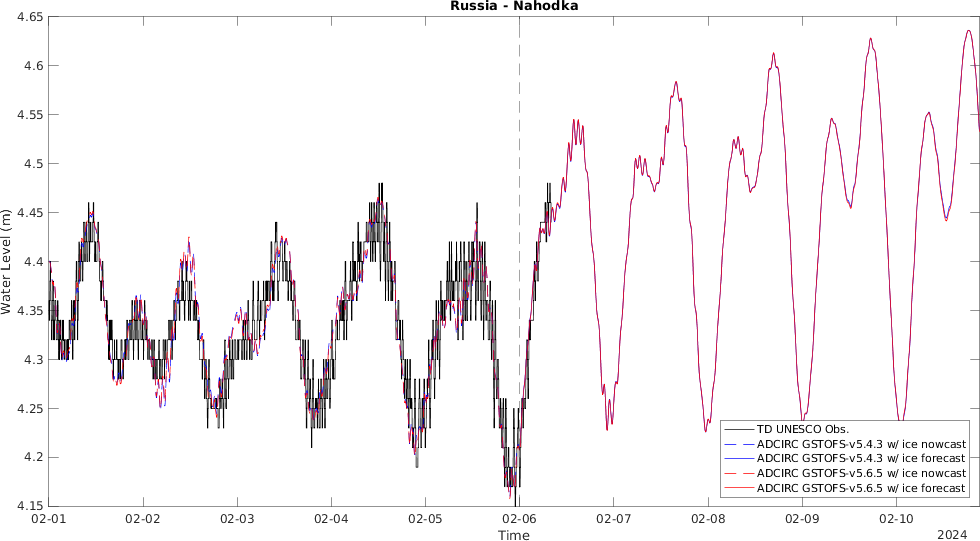 Russia - Nahodka
Water Level (m)
4.65
4.6
4.55
4.5
4.45
4.4
4.35
4.3
4.25
4.2
4.15
TD UNESCO Obs.
ADCIRC GSTOFS-v5.4.3 w/ ice nowcast
ADCIRC GSTOFS-v5.4.3 w/ ice forecast
ADCIRC GSTOFS-v5.6.5 w/ ice nowcast
ADCIRC GSTOFS-v5.6.5 w/ ice forecast
02-01 02-02 02-03 02-04 02-05 02-06 02-07 02-08 02-09 02-10
Time
2024